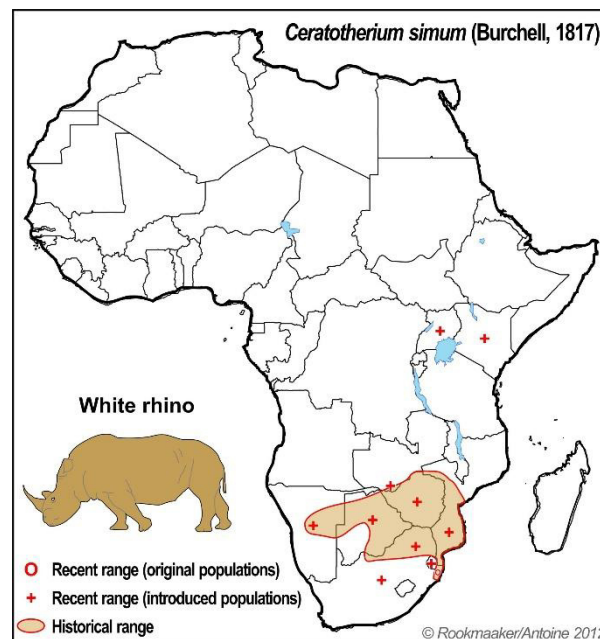 Ceratotherium simum (Burchell, 1817)
White rhino
Recent range (original populations)
Recent range (introduced populations)
Historical range
© Rookmaaker/Antoine 2012